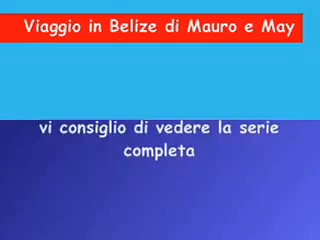 Viaggio in Belize di Mauro e May
vi consiglio di vedere la serie
completa